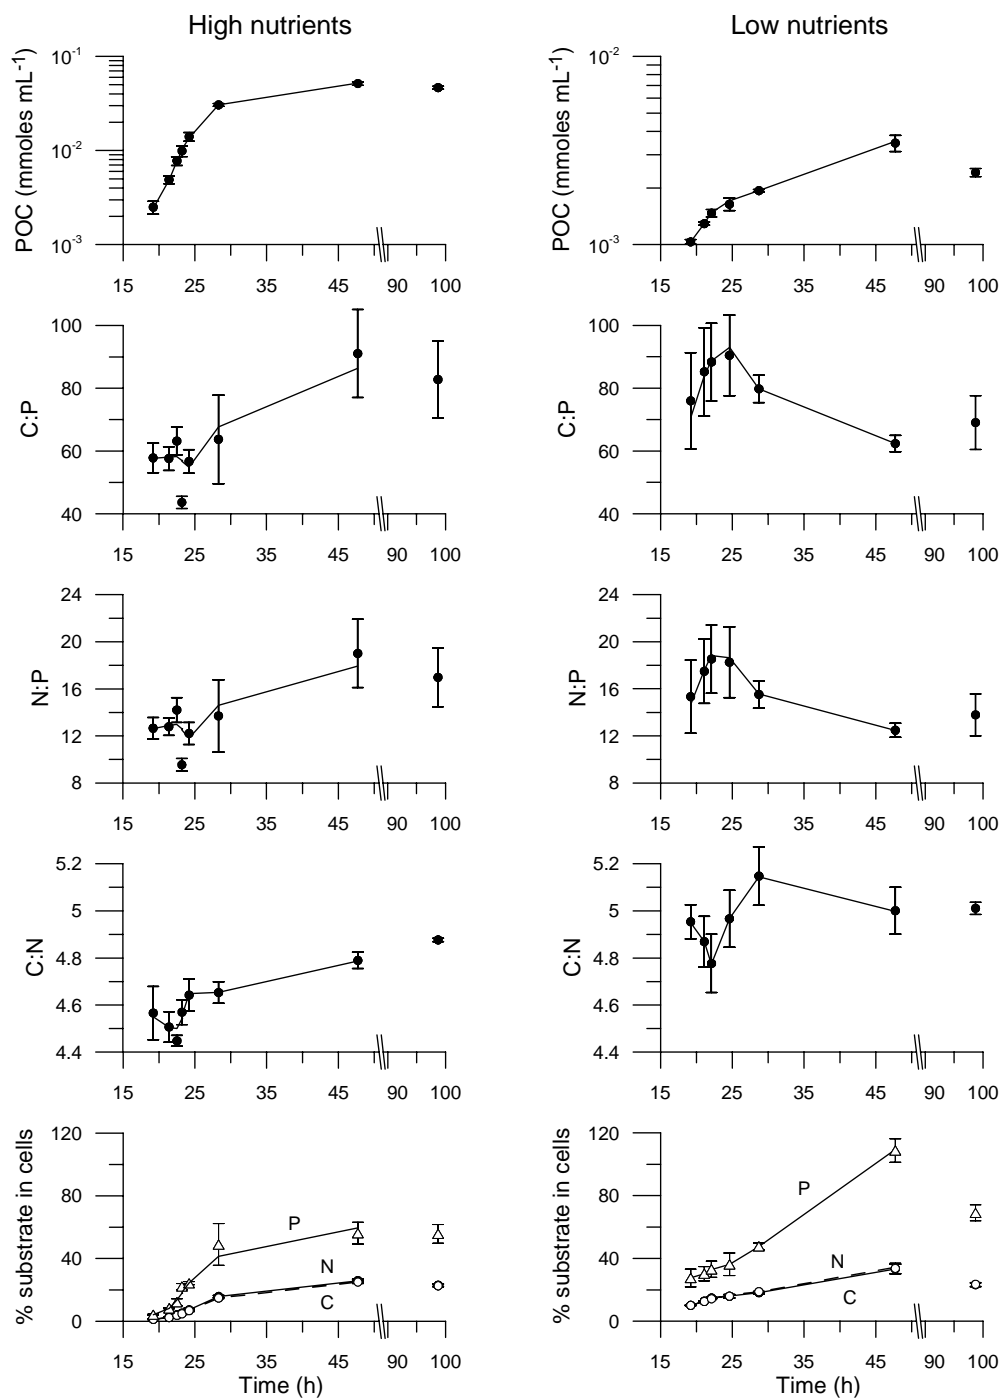 High nutrients
Low nutrients
POC (mmoles mL⁻¹)
10⁻¹
10⁻²
10⁻³
15 25 35 45 90 100
POC (mmoles mL⁻¹)
10⁻²
10⁻³
15 25 35 45 90 100
C:P
100
80
60
40
15 25 35 45 90 100
C:P
100
80
60
40
15 25 35 45 90 100
N:P
24
20
16
12
8
15 25 35 45 90 100
N:P
24
20
16
12
8
15 25 35 45 90 100
C:N
5.2
5
4.8
4.6
4.4
15 25 35 45 90 100
C:N
5.2
5
4.8
4.6
4.4
15 25 35 45 90 100
% substrate in cells
120
80
40
0
P
N
C
15 25 35 45 90 100
Time (h)
% substrate in cells
120
80
40
0
P
N
C
15 25 35 45 90 100
Time (h)